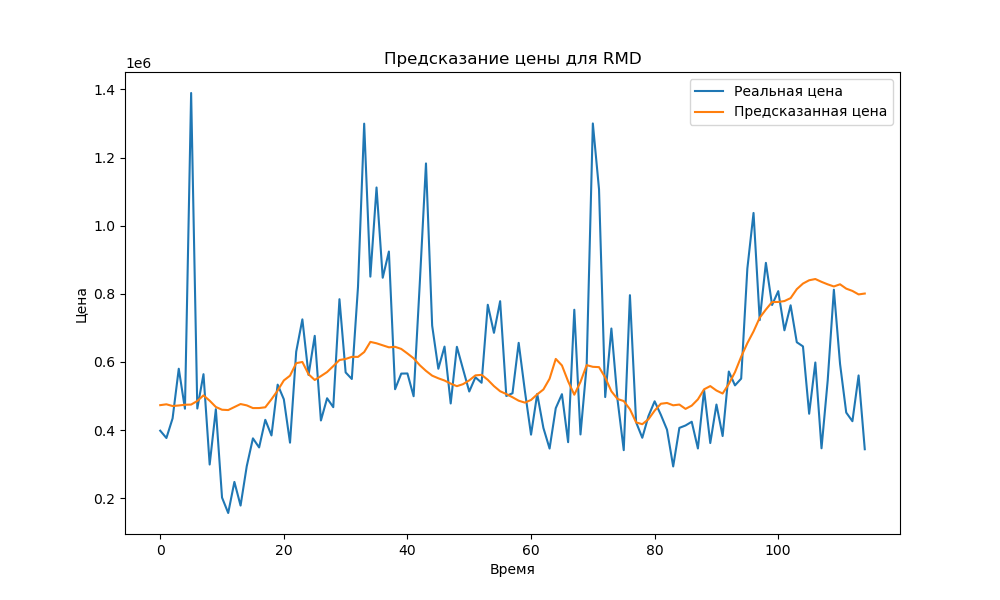 Предсказание цены для RMD
1e6
Реальная цена
Предсказанная цена
1.4
1.2
1.0
0.8
0.6
0.4
0.2
Цена
0 20 40 60 80 100
Время